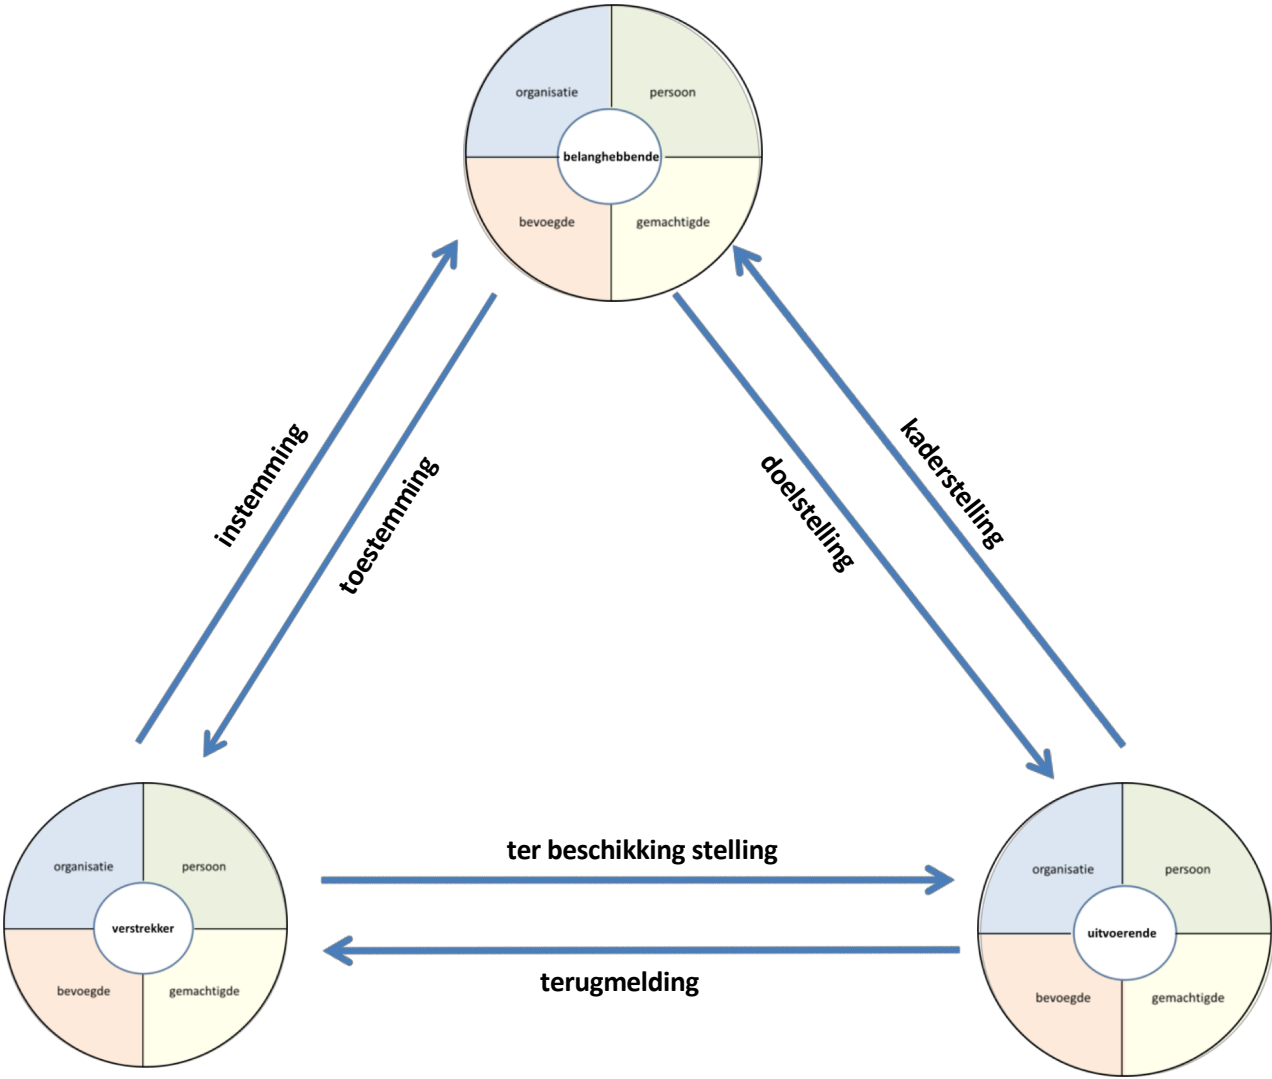 organisatie
persoon
belanghebbende
bevoegde
gemachtigde
instemming
toestemming
doelstelling
kaderstelling
ter beschikking stelling
terugmelding
organisatie
persoon
verstrekker
bevoegde
gemachtigde
organisatie
persoon
uitvoerende
bevoegde
gemachtigde